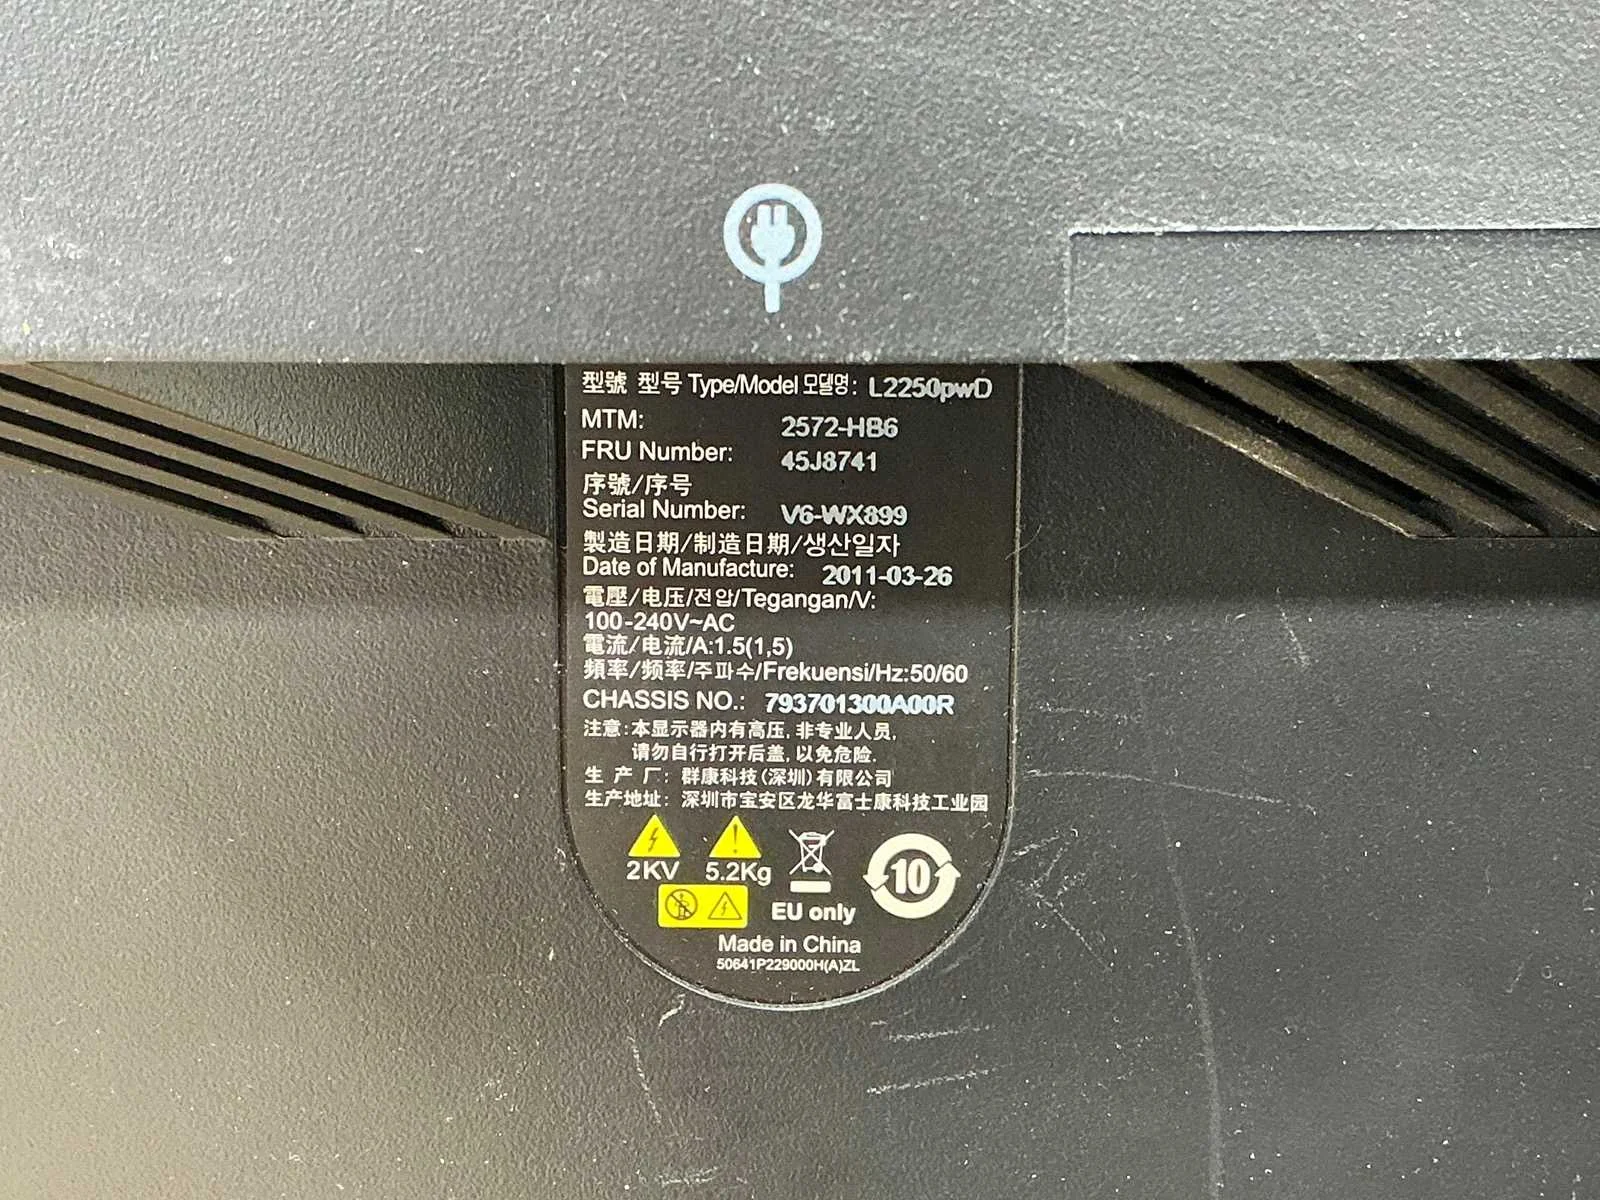 型號 型号 Type/Model 모델명: L2250pwD
MTM: 2572-HB6
FRU Number: 45J8741
序號/序号
Serial Number: V6-WX899
製造日期/制造日期/생산일자
Date of Manufacture: 2011-03-26
電壓/电压/전압/Tegangan/V:
100-240V~AC
電流/电流/A:1.5(1,5)
頻率/频率/주파수/Frekuensi/Hz:50/60
CHASSIS NO.: 793701300A00R
注意:本显示器内有高压,非专业人员,
请勿自行打开后盖,以免危险.
生 产 厂: 群康科技(深圳)有限公司
生产地址: 深圳市宝安区龙华富士康科技工业园
2KV 5.2Kg
10
EU only
Made in China
50641P229000H(A)ZL